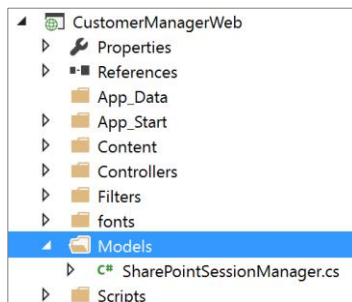 CustomerManagerWeb
Properties
References
App_Data
App_Start
Content
Controllers
Filters
fonts
Models
C# SharePointSessionManager.cs
Scripts